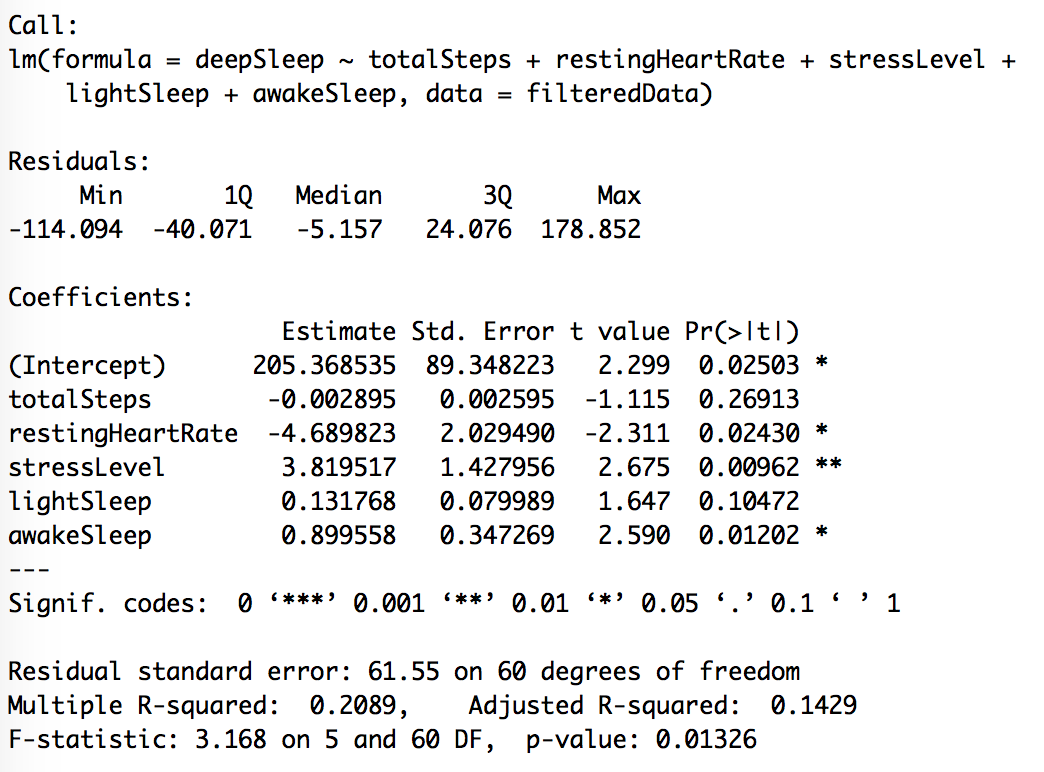 Call:
lm(formula = deepSleep ~ totalSteps + restingHeartRate + stressLevel +
    lightSleep + awakeSleep, data = filteredData)

Residuals:
     Min       1Q   Median       3Q      Max
-114.094  -40.071   -5.157   24.076  178.852

Coefficients:
                   Estimate Std. Error t value Pr(>|t|)
(Intercept)      205.368535  89.348223   2.299  0.02503 *
totalSteps        -0.002895   0.002595  -1.115  0.26913
restingHeartRate  -4.689823   2.029490  -2.311  0.02430 *
stressLevel        3.819517   1.427956   2.675  0.00962 **
lightSleep         0.131768   0.079989   1.647  0.10472
awakeSleep         0.899558   0.347269   2.590  0.01202 *
---
Signif. codes:  0 ‘***’ 0.001 ‘**’ 0.01 ‘*’ 0.05 ‘.’ 0.1 ‘ ’ 1

Residual standard error: 61.55 on 60 degrees of freedom
Multiple R-squared:  0.2089,    Adjusted R-squared:  0.1429
F-statistic: 3.168 on 5 and 60 DF,  p-value: 0.01326